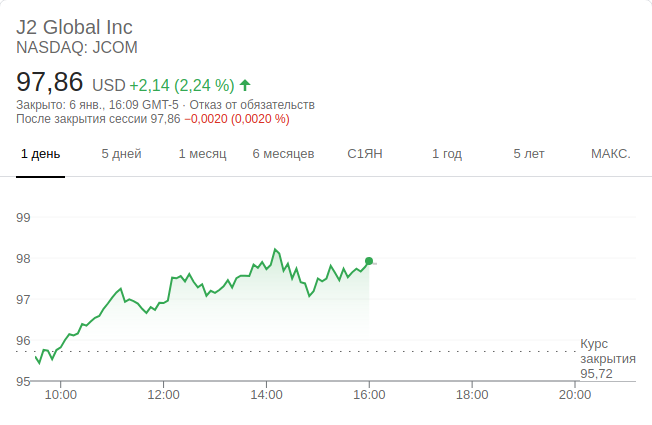 J2 Global Inc
NASDAQ: JCOM
97,86 USD +2,14 (2,24 %)
Закрыто: 6 янв., 16:09 GMT-5 · Отказ от обязательств
После закрытия сессии 97,86 −0,0020 (0,0020 %)
1 день 5 дней 1 месяц 6 месяцев С1ЯН 1 год 5 лет МАКС.
99
98
97
96
95
Курс
закрытия
95,72
10:00 12:00 14:00 16:00 18:00 20:00